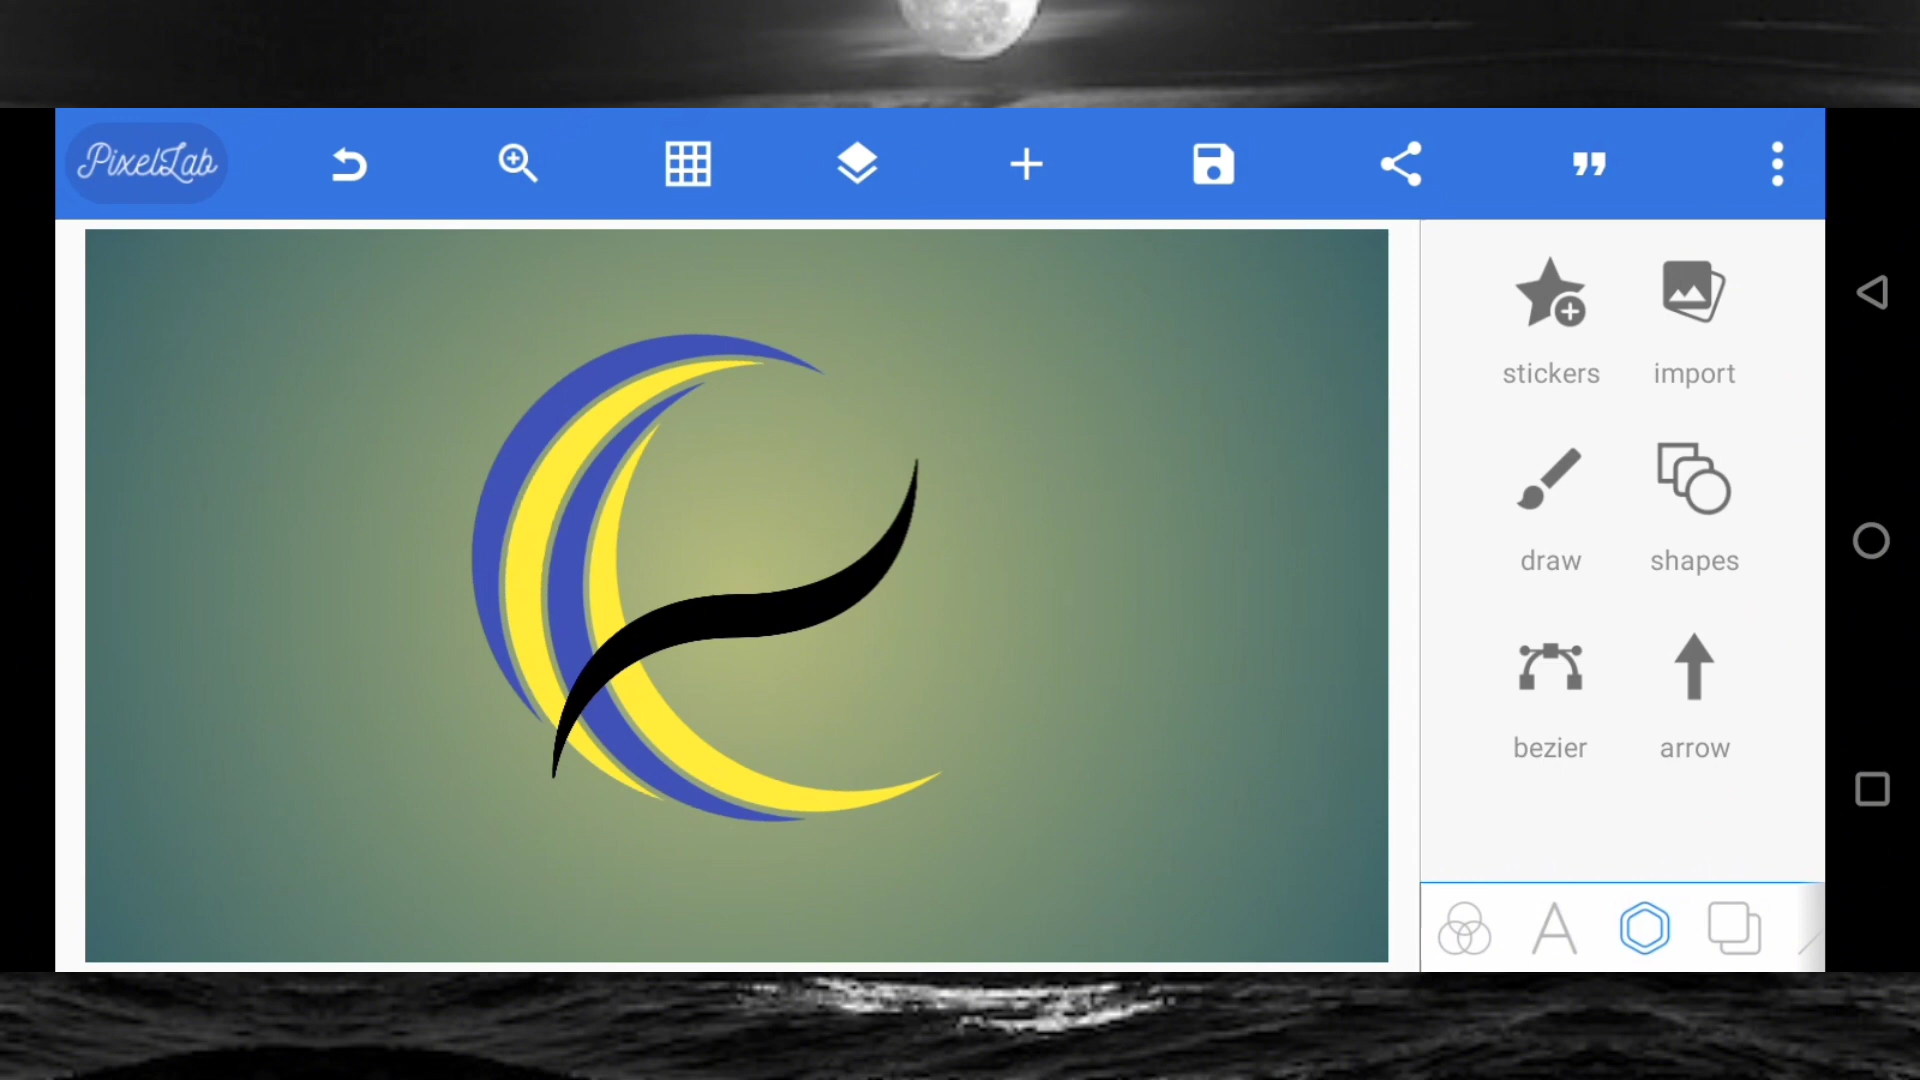 PixelLab
stickers
import
draw
shapes
bezier
arrow